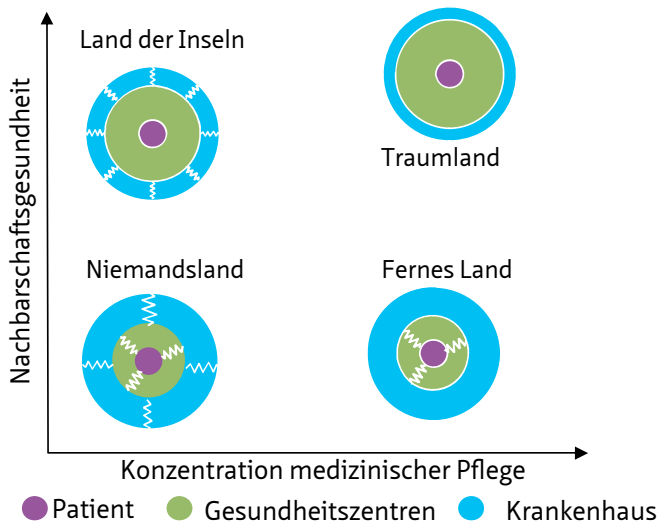 Land der Inseln
Traumland
Niemandsland
Fernes Land
Nachbarschaftsgesundheit
Konzentration medizinischer Pflege
Patient
Gesundheitszentren
Krankenhaus